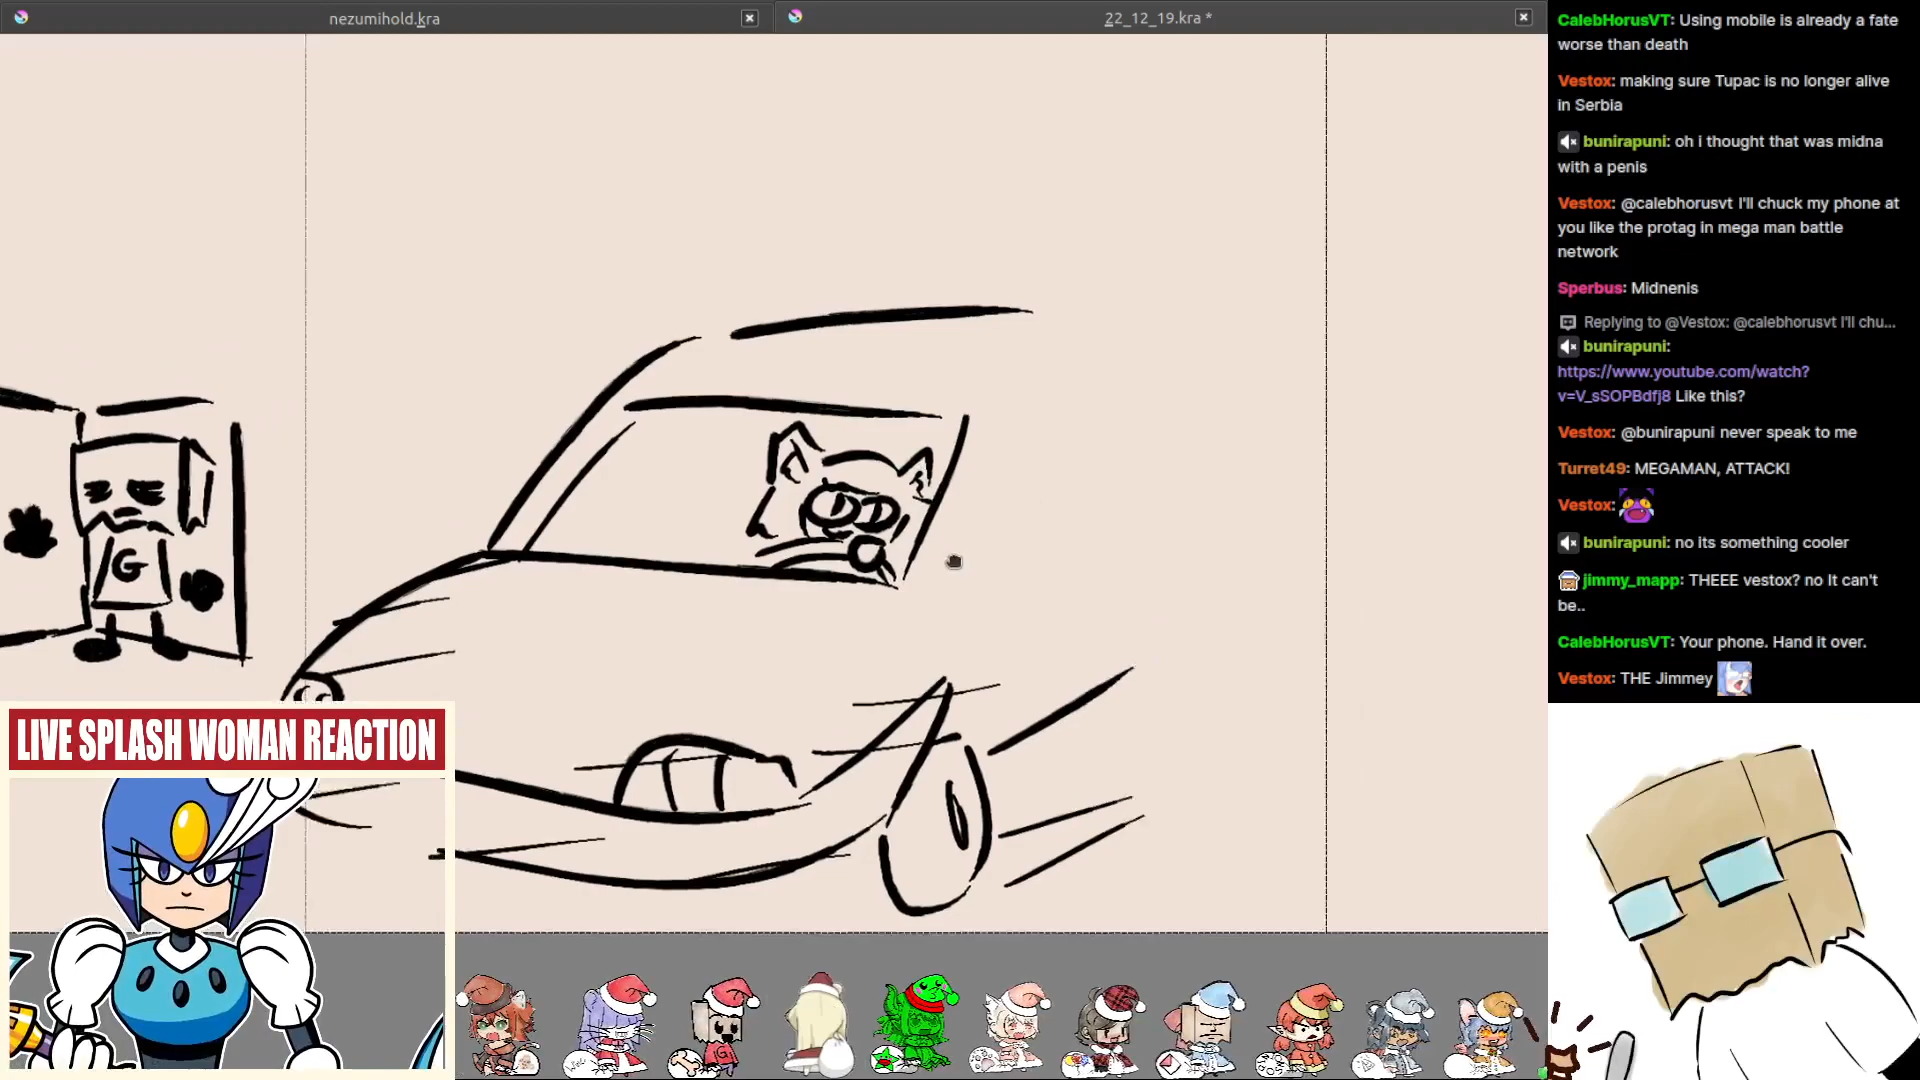 nezumihold.kra
22_12_19.kra *
CalebHorusVT: Using mobile is already a fate
worse than death
Vestox: making sure Tupac is no longer alive
in Serbia
bunirapuni: oh i thought that was midna
with a penis
Vestox: @calebhorusvt I'll chuck my phone at
you like the protag in mega man battle
network
Sperbus: Midnenis
Replying to @Vestox: @calebhorusvt I'll chu...
bunirapuni:
https://www.youtube.com/watch?
v=V_sSOPBdfj8 Like this?
Vestox: @bunirapuni never speak to me
Turret49: MEGAMAN, ATTACK!
Vestox:
bunirapuni: no its something cooler
jimmy_mapp: THEEE vestox? no It can't
be..
CalebHorusVT: Your phone. Hand it over.
Vestox: THE Jimmey
G
LIVE SPLASH WOMAN REACTION
G